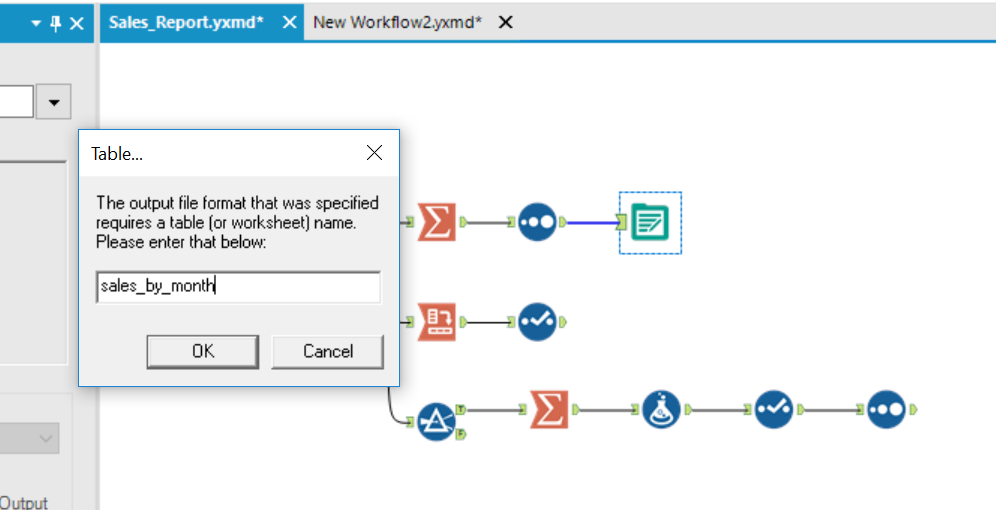 Sales_Report.yxmd*
New Workflow2.yxmd*
Table...
The output file format that was specified
requires a table (or worksheet) name.
Please enter that below:
sales_by_month
OK
Cancel
T
F
Output